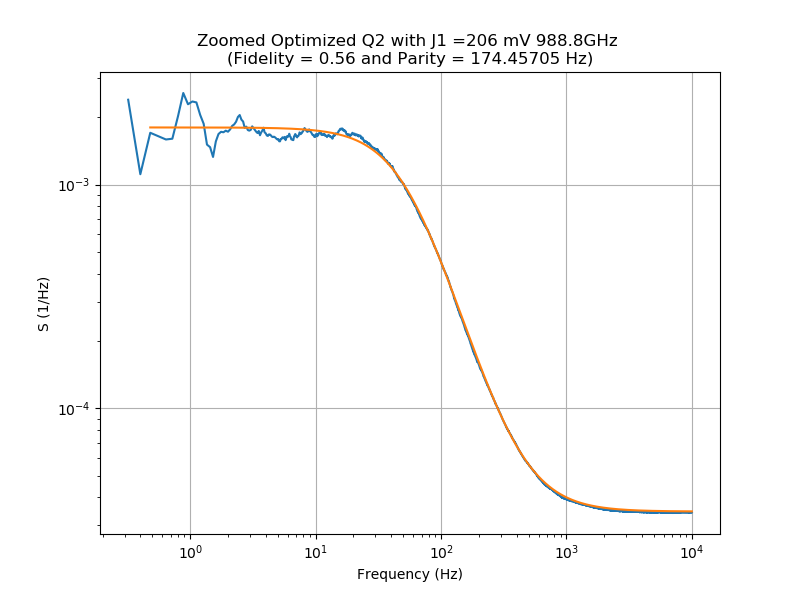 Zoomed Optimized Q2 with J1 =206 mV 988.8GHz
(Fidelity = 0.56 and Parity = 174.45705 Hz)
S (1/Hz)
10⁻³
10⁻⁴
10⁰ 10¹ 10² 10³ 10⁴
Frequency (Hz)